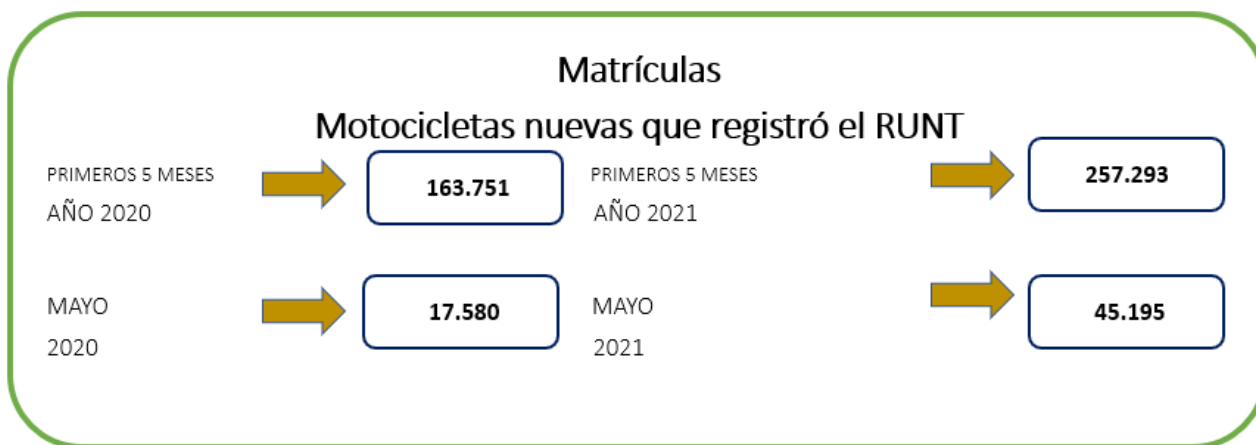 Matrículas
Motocicletas nuevas que registró el RUNT
PRIMEROS 5 MESES
AÑO 2020
163.751
PRIMEROS 5 MESES
AÑO 2021
257.293
MAYO
2020
17.580
MAYO
2021
45.195